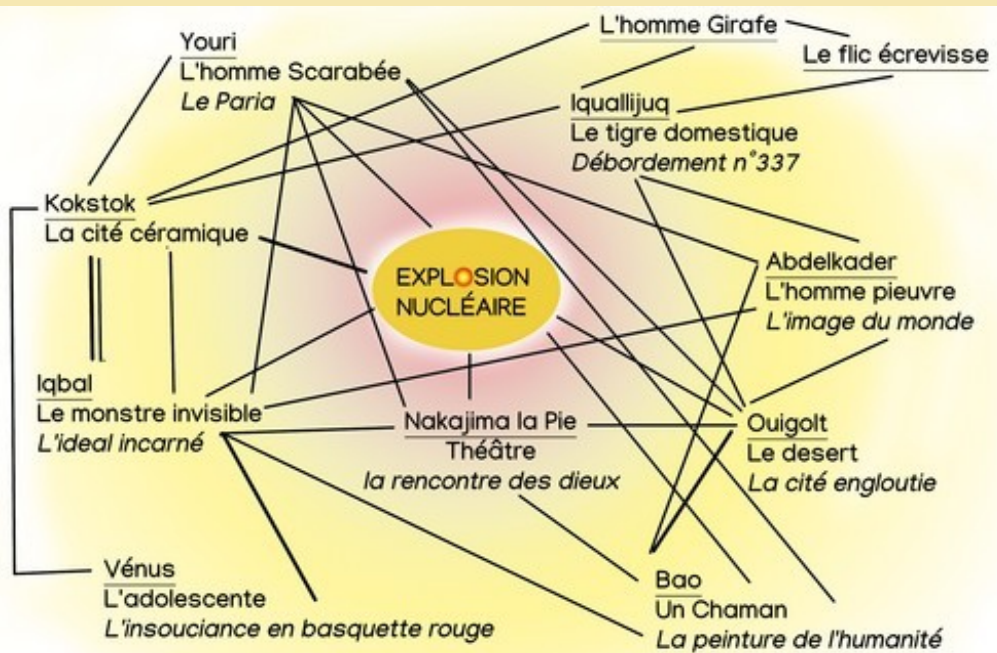 L'homme Girafe
Le flic écrevisse
Youri
L'homme Scarabée
Le Paria
Iquallijuq
Le tigre domestique
Débordement n°337
Kokstok
La cité céramique
EXPLOSION
NUCLÉAIRE
Abdelkader
L'homme pieuvre
L'image du monde
Iqbal
Le monstre invisible
L'ideal incarné
Nakajima la Pie
Théâtre
la rencontre des dieux
Ouigolt
Le desert
La cité engloutie
Vénus
L'adolescente
L'insouciance en basquette rouge
Bao
Un Chaman
La peinture de l'humanité